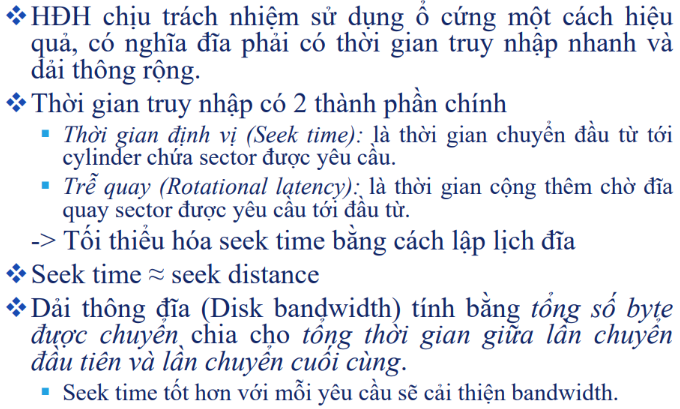 ❖HĐH chịu trách nhiệm sử dụng ổ cứng một cách hiệu
quả, có nghĩa đĩa phải có thời gian truy nhập nhanh và
dải thông rộng.
❖Thời gian truy nhập có 2 thành phần chính
▪ Thời gian định vị (Seek time): là thời gian chuyển đầu từ tới
cylinder chứa sector được yêu cầu.
▪ Trễ quay (Rotational latency): là thời gian cộng thêm chờ đĩa
quay sector được yêu cầu tới đầu từ.
-> Tối thiểu hóa seek time bằng cách lập lịch đĩa
❖Seek time ≈ seek distance
❖Dải thông đĩa (Disk bandwidth) tính bằng tổng số byte
được chuyển chia cho tổng thời gian giữa lần chuyển
đầu tiên và lần chuyển cuối cùng.
▪ Seek time tốt hơn với mỗi yêu cầu sẽ cải thiện bandwidth.